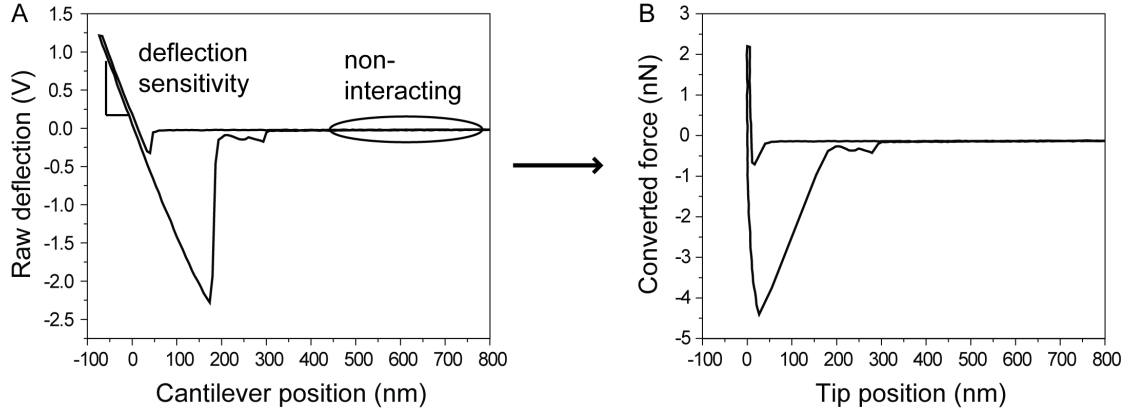 A
1.5
1.0
0.5
0.0
-0.5
-1.0
-1.5
-2.0
-2.5
Raw deflection (V)
deflection
sensitivity
non-
interacting
-100 0 100 200 300 400 500 600 700 800
Cantilever position (nm)
B
3
2
1
0
-1
-2
-3
-4
-5
Converted force (nN)
-100 0 100 200 300 400 500 600 700 800
Tip position (nm)